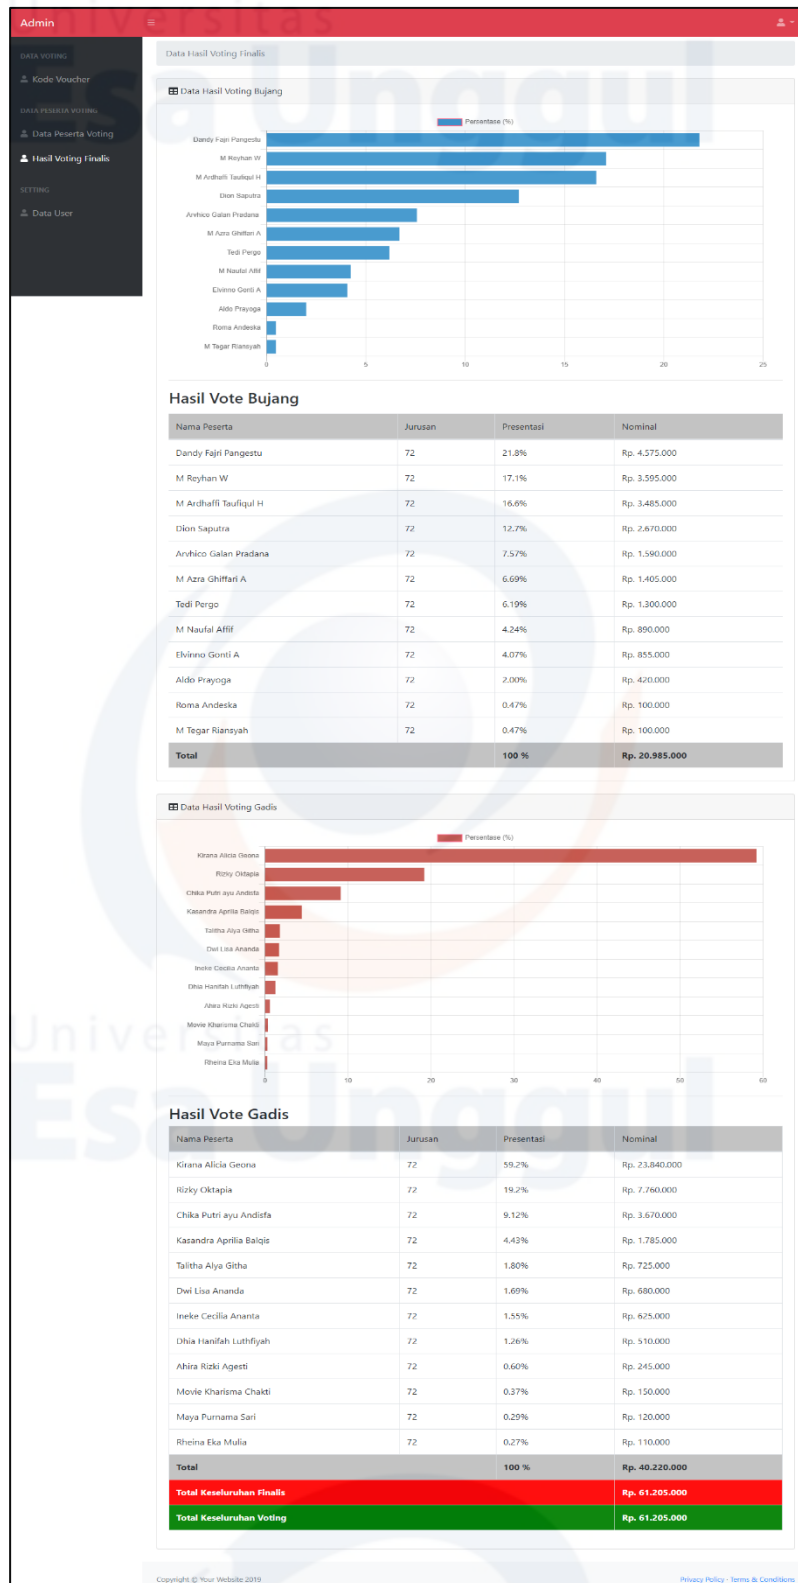 Universitas
Esa Unggul
Admin
DATA VOTING
Kode Voucher
DATA PESERTA VOTING
Data Peserta Voting
Hasil Voting Finalis
SETTING
Data User
Data Hasil Voting Finalis
Data Hasil Voting Bujang
Persentase (%)
Dandy Fajri Pangestu
M Reyhan W
M Ardhaffi Taufiqul H
Dion Saputra
Arvhico Galan Pradana
M Azra Ghiffari A
Tedi Pergo
M Naufal Affif
Elvinno Gonti A
Aldo Prayoga
Roma Andeska
M Tegar Riansyah
0 5 10 15 20 25
Hasil Vote Bujang
Nama Peserta Jurusan Presentasi Nominal
Dandy Fajri Pangestu 72 21.8% Rp. 4.575.000
M Reyhan W 72 17.1% Rp. 3.595.000
M Ardhaffi Taufiqul H 72 16.6% Rp. 3.485.000
Dion Saputra 72 12.7% Rp. 2.670.000
Arvhico Galan Pradana 72 7.57% Rp. 1.590.000
M Azra Ghiffari A 72 6.69% Rp. 1.405.000
Tedi Pergo 72 6.19% Rp. 1.300.000
M Naufal Affif 72 4.24% Rp. 890.000
Elvinno Gonti A 72 4.07% Rp. 855.000
Aldo Prayoga 72 2.00% Rp. 420.000
Roma Andeska 72 0.47% Rp. 100.000
M Tegar Riansyah 72 0.47% Rp. 100.000
Total 100 % Rp. 20.985.000
Data Hasil Voting Gadis
Persentase (%)
Kirana Alicia Geona
Rizky Oktapia
Chika Putri ayu Andisfa
Kasandra Aprilia Balqis
Talitha Alya Githa
Dwi Lisa Ananda
Ineke Cecilia Ananta
Dhia Hanifah Luthfiyah
Ahira Rizki Agesti
Movie Kharisma Chakti
Maya Purnama Sari
Rheina Eka Mulia
0 10 20 30 40 50 60
Universitas
Esa Unggul
Hasil Vote Gadis
Nama Peserta Jurusan Presentasi Nominal
Kirana Alicia Geona 72 59.2% Rp. 23.840.000
Rizky Oktapia 72 19.2% Rp. 7.760.000
Chika Putri ayu Andisfa 72 9.12% Rp. 3.670.000
Kasandra Aprilia Balqis 72 4.43% Rp. 1.785.000
Talitha Alya Githa 72 1.80% Rp. 725.000
Dwi Lisa Ananda 72 1.69% Rp. 680.000
Ineke Cecilia Ananta 72 1.55% Rp. 625.000
Dhia Hanifah Luthfiyah 72 1.26% Rp. 510.000
Ahira Rizki Agesti 72 0.60% Rp. 245.000
Movie Kharisma Chakti 72 0.37% Rp. 150.000
Maya Purnama Sari 72 0.29% Rp. 120.000
Rheina Eka Mulia 72 0.27% Rp. 110.000
Total 100 % Rp. 40.220.000
Total Keseluruhan Finalis Rp. 61.205.000
Total Keseluruhan Voting Rp. 61.205.000
Copyright © Your Website 2019 Privacy Policy · Terms & Conditions